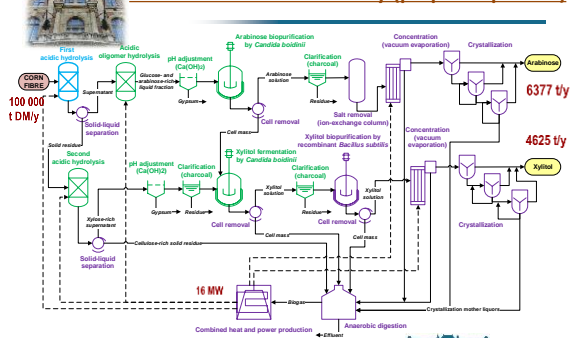 Arabinose biopurification
by Candida boidinii
Concentration
(vacuum evaporation)
Crystallization
First
acidic hydrolysis
Acidic
oligomer hydrolysis
pH adjustment
(Ca(OH)2)
Clarification
(charcoal)
Arabinose
CORN
FIBRE
Glucose- and
arabinose-rich
liquid fraction
Arabinose
solution
6377 t/y
100 000
t DM/y
Supernatant
Gypsum
Residue
Salt removal
(ion-exchange column)
Solid-liquid
separation
Cell removal
Concentration
(vacuum
evaporation)
4625 t/y
Solid residue
Cell mass
Xylitol biopurification by
recombinant Bacillus subtilis
Second
acidic hydrolysis
Xylitol fermentation
by Candida boidinii
pH adjustment
(Ca(OH)2)
Clarification
(charcoal)
Clarification
(charcoal)
Xylitol
Xylitol
solution
Xylitol
solution
Xylose-rich
supernatant
Gypsum
Residue
Residue
Cell removal
Cell removal
Crystallization
Cellulose-rich solid residue
Cell mass
Cell mass
Solid-liquid
separation
16 MW
Biogas
Crystallization mother liquors
Combined heat and power production
Anaerobic digestion
Effluent